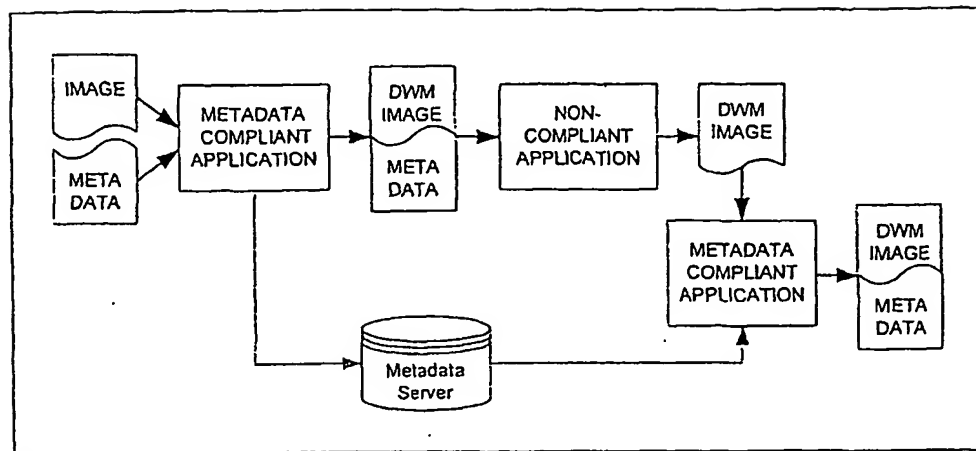 IMAGE
META
DATA
METADATA
COMPLIANT
APPLICATION
DWM
IMAGE
META
DATA
NON-
COMPLIANT
APPLICATION
DWM
IMAGE
METADATA
COMPLIANT
APPLICATION
DWM
IMAGE
META
DATA
Metadata
Server